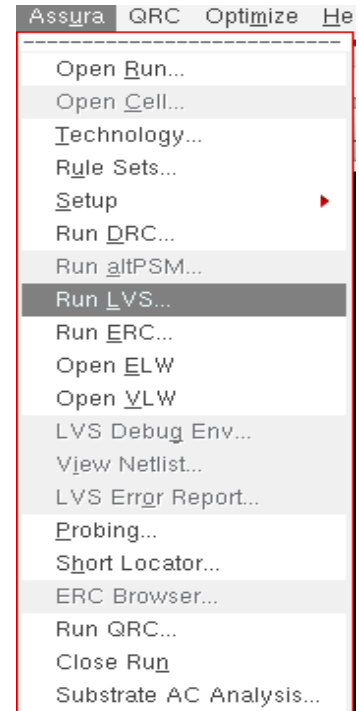 Assura QRC Optimize He
Open Run...
Open Cell...
Technology...
Rule Sets...
Setup
Run DRC...
Run altPSM...
Run LVS...
Run ERC...
Open ELW
Open VLW
LVS Debug Env...
View Netlist...
LVS Error Report...
Probing...
Short Locator...
ERC Browser...
Run QRC...
Close Run
Substrate AC Analysis...